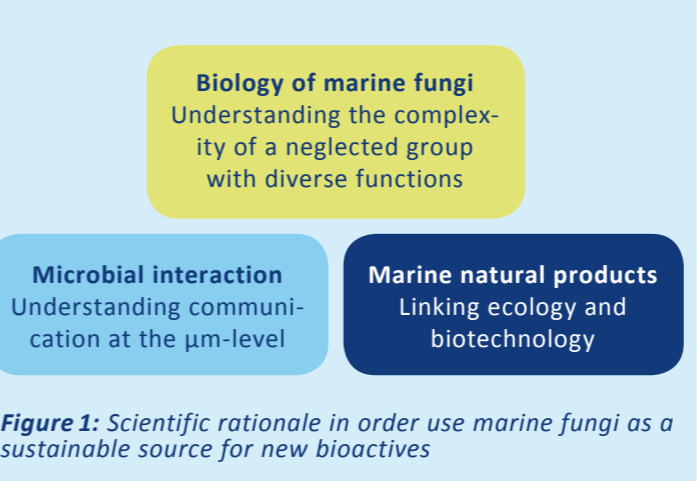 Biology of marine fungi
Understanding the complex-
ity of a neglected group
with diverse functions
Microbial interaction
Understanding communi-
cation at the µm-level
Marine natural products
Linking ecology and
biotechnology
Figure 1: Scientific rationale in order use marine fungi as a
sustainable source for new bioactives